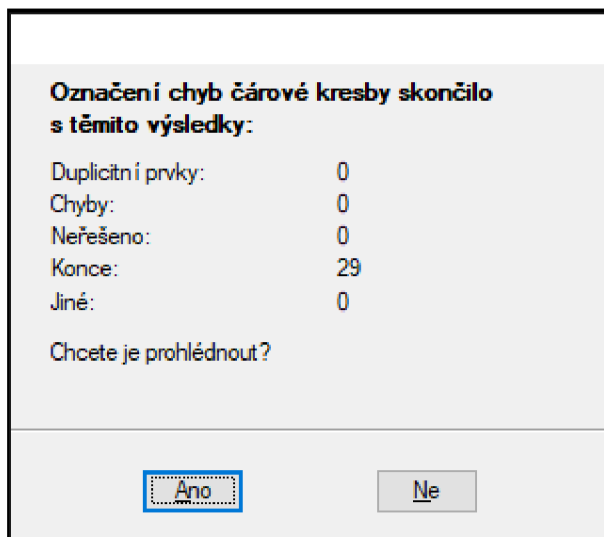 Označení chyb čárové kresby skončilo
s těmito výsledky:
Duplicitní prvky: 0
Chyby: 0
Neřešeno: 0
Konce: 29
Jiné: 0
Chcete je prohlédnout?
Ano Ne